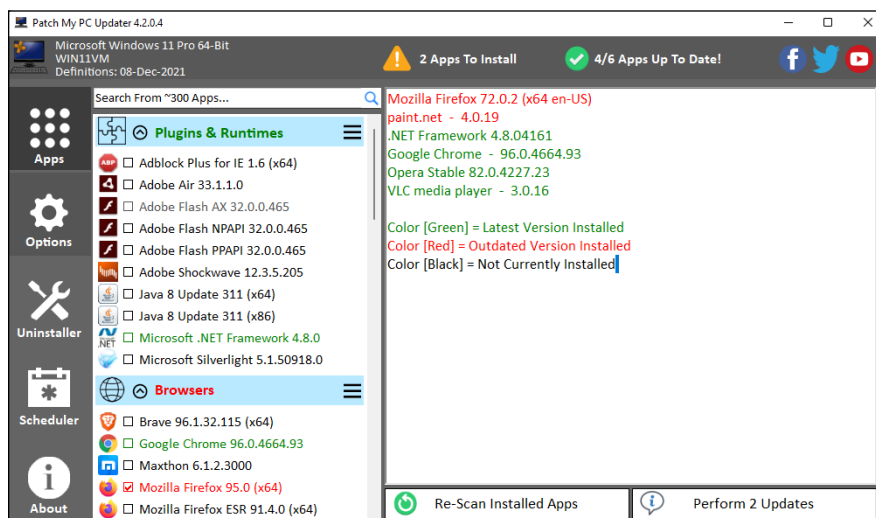 Patch My PC Updater 4.2.0.4
Microsoft Windows 11 Pro 64-Bit
WIN11VM
Definitions: 08-Dec-2021
2 Apps To Install
4/6 Apps Up To Date!
Apps
Options
Uninstaller
Scheduler
About
Search From ~300 Apps...
Plugins & Runtimes
ABP
Adblock Plus for IE 1.6 (x64)
Adobe Air 33.1.1.0
Adobe Flash AX 32.0.0.465
Adobe Flash NPAPI 32.0.0.465
Adobe Flash PPAPI 32.0.0.465
Adobe Shockwave 12.3.5.205
Java 8 Update 311 (x64)
Java 8 Update 311 (x86)
.NET
Microsoft .NET Framework 4.8.0
Microsoft Silverlight 5.1.50918.0
Browsers
Brave 96.1.32.115 (x64)
Google Chrome 96.0.4664.93
Maxthon 6.1.2.3000
Mozilla Firefox 95.0 (x64)
Mozilla Firefox ESR 91.4.0 (x64)
Mozilla Firefox 72.0.2 (x64 en-US)
paint.net - 4.0.19
.NET Framework 4.8.04161
Google Chrome - 96.0.4664.93
Opera Stable 82.0.4227.23
VLC media player - 3.0.16
Color [Green] = Latest Version Installed
Color [Red] = Outdated Version Installed
Color [Black] = Not Currently Installed
Re-Scan Installed Apps
Perform 2 Updates